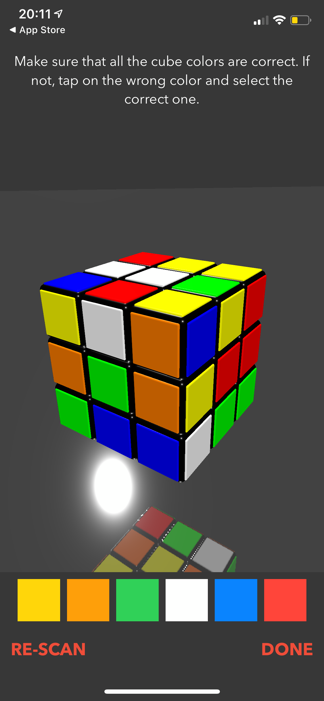 20:11
◀ App Store
Make sure that all the cube colors are correct. If
not, tap on the wrong color and select the
correct one.
RE-SCAN DONE